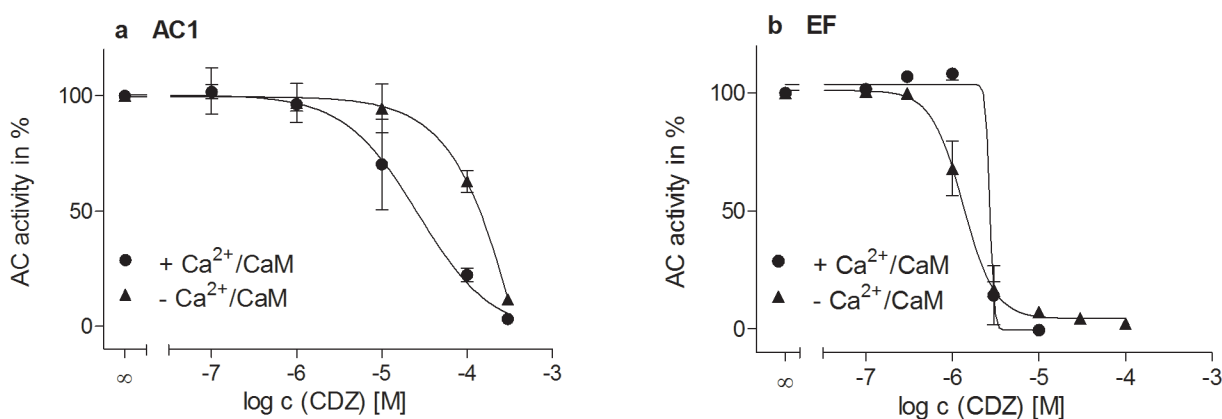 a AC1
AC activity in %
100
50
0
+ Ca²⁺/CaM
- Ca²⁺/CaM
∞ -7 -6 -5 -4 -3
log c (CDZ) [M]
b EF
AC activity in %
100
50
0
+ Ca²⁺/CaM
- Ca²⁺/CaM
∞ -7 -6 -5 -4 -3
log c (CDZ) [M]